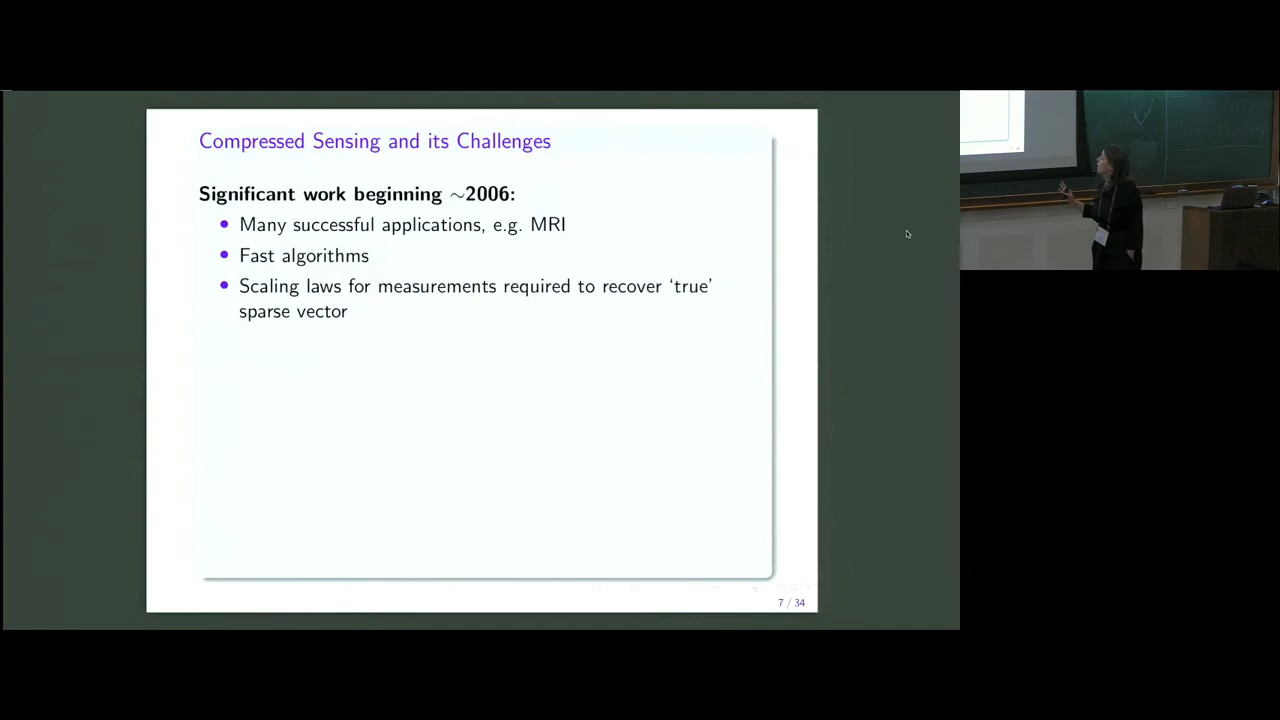 Compressed Sensing and its Challenges
Significant work beginning ∼2006:
• Many successful applications, e.g. MRI
• Fast algorithms
• Scaling laws for measurements required to recover ‘true’
sparse vector
7 / 34